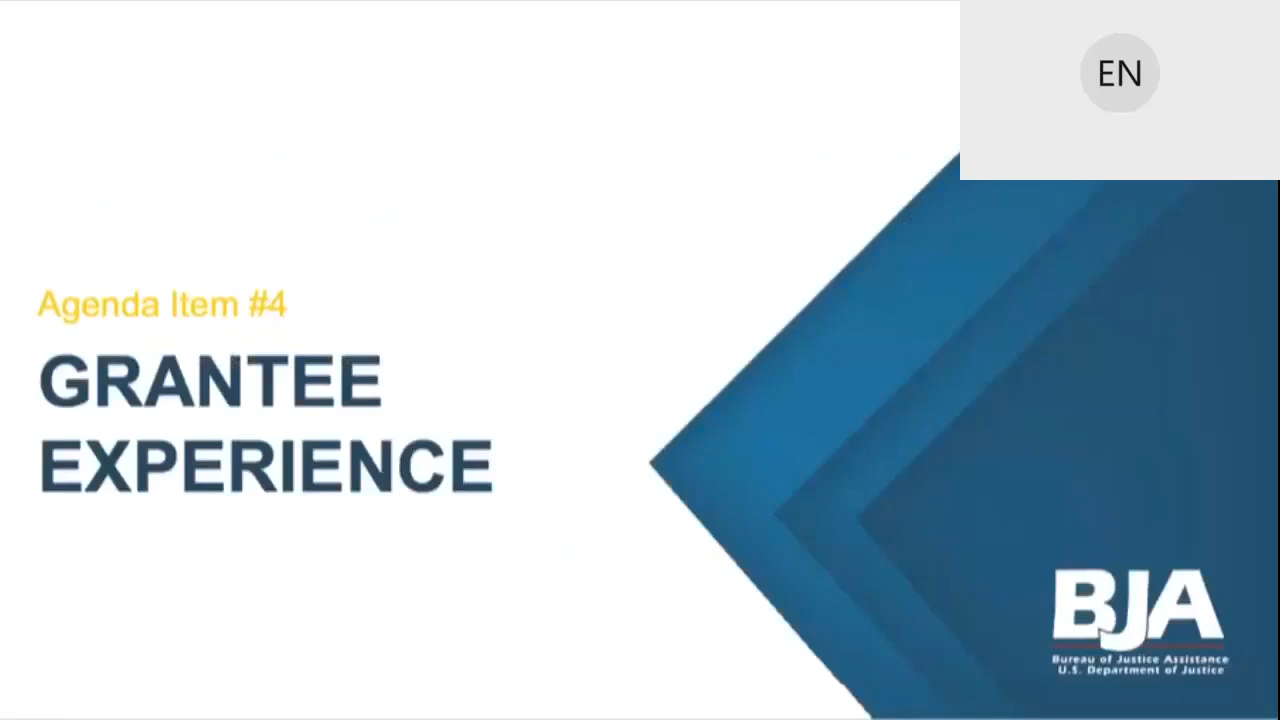 EN
Agenda Item #4
GRANTEE
EXPERIENCE
BJA
Bureau of Justice Assistance
U.S. Department of Justice